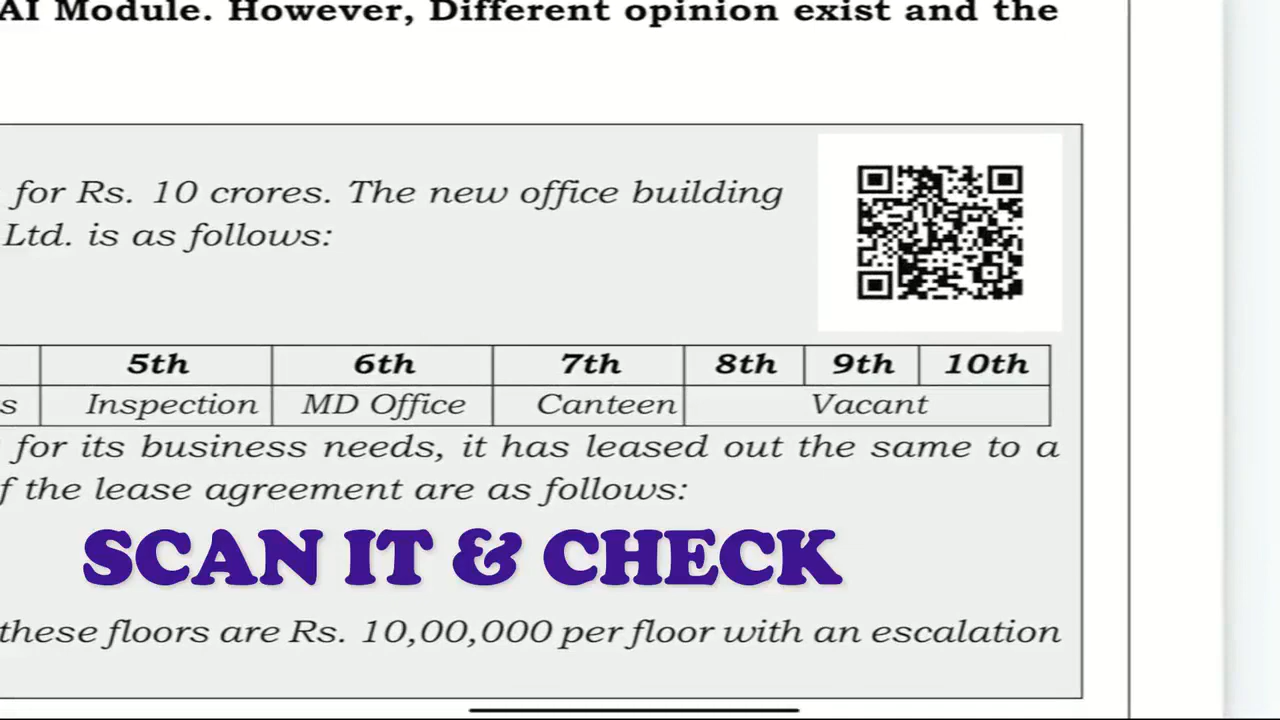 AI Module. However, Different opinion exist and the
for Rs. 10 crores. The new office building
Ltd. is as follows:
5th 6th 7th 8th 9th 10th
s Inspection MD Office Canteen Vacant
for its business needs, it has leased out the same to a
f the lease agreement are as follows:
SCAN IT & CHECK
these floors are Rs. 10,00,000 per floor with an escalation